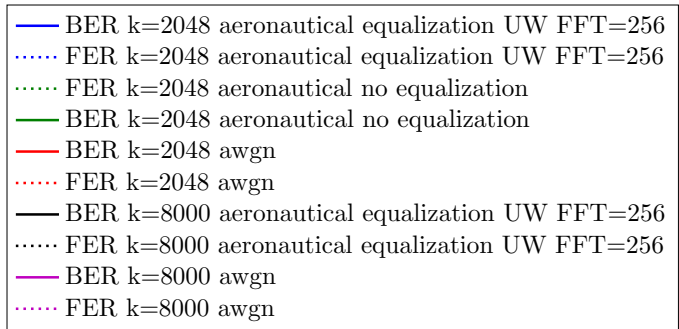 BER k=2048 aeronautical equalization UW FFT=256
FER k=2048 aeronautical equalization UW FFT=256
FER k=2048 aeronautical no equalization
BER k=2048 aeronautical no equalization
BER k=2048 awgn
FER k=2048 awgn
BER k=8000 aeronautical equalization UW FFT=256
FER k=8000 aeronautical equalization UW FFT=256
BER k=8000 awgn
FER k=8000 awgn